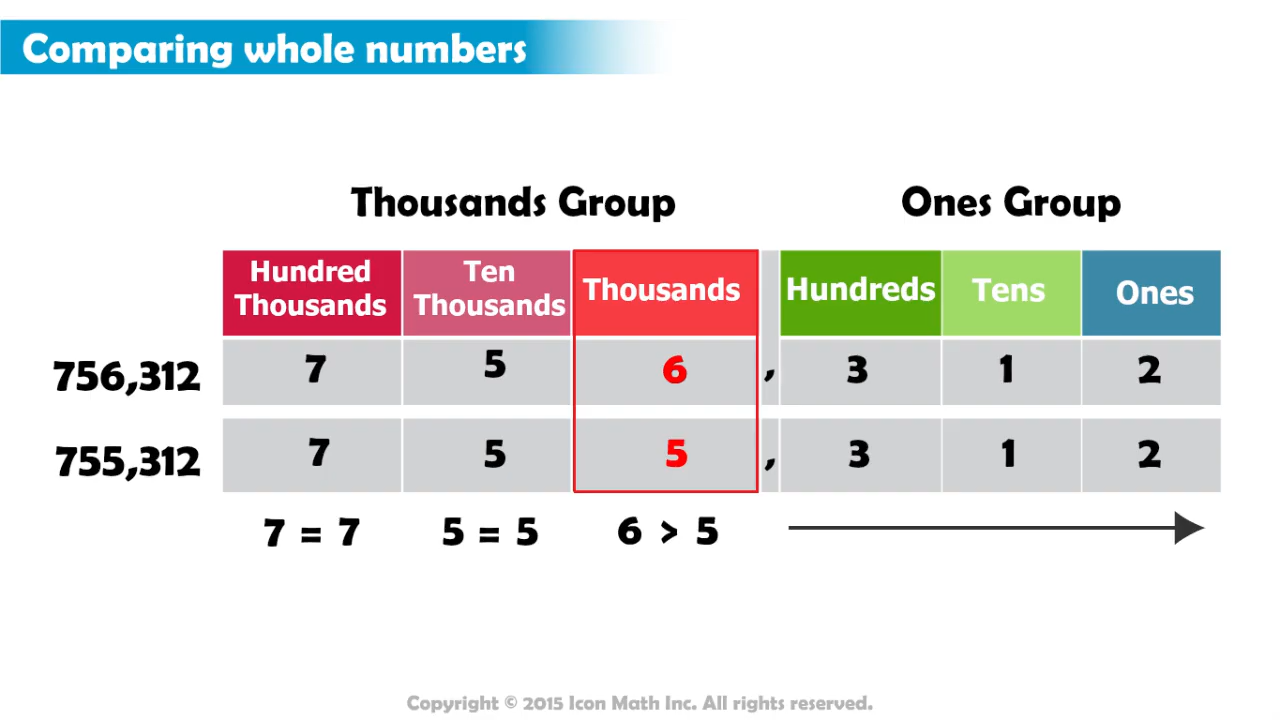 Comparing whole numbers
Thousands Group Ones Group
Hundred Thousands Ten Thousands Thousands Hundreds Tens Ones
756,312 7 5 6 , 3 1 2
755,312 7 5 5 , 3 1 2
7 = 7 5 = 5 6 > 5
Copyright © 2015 Icon Math Inc. All rights reserved.